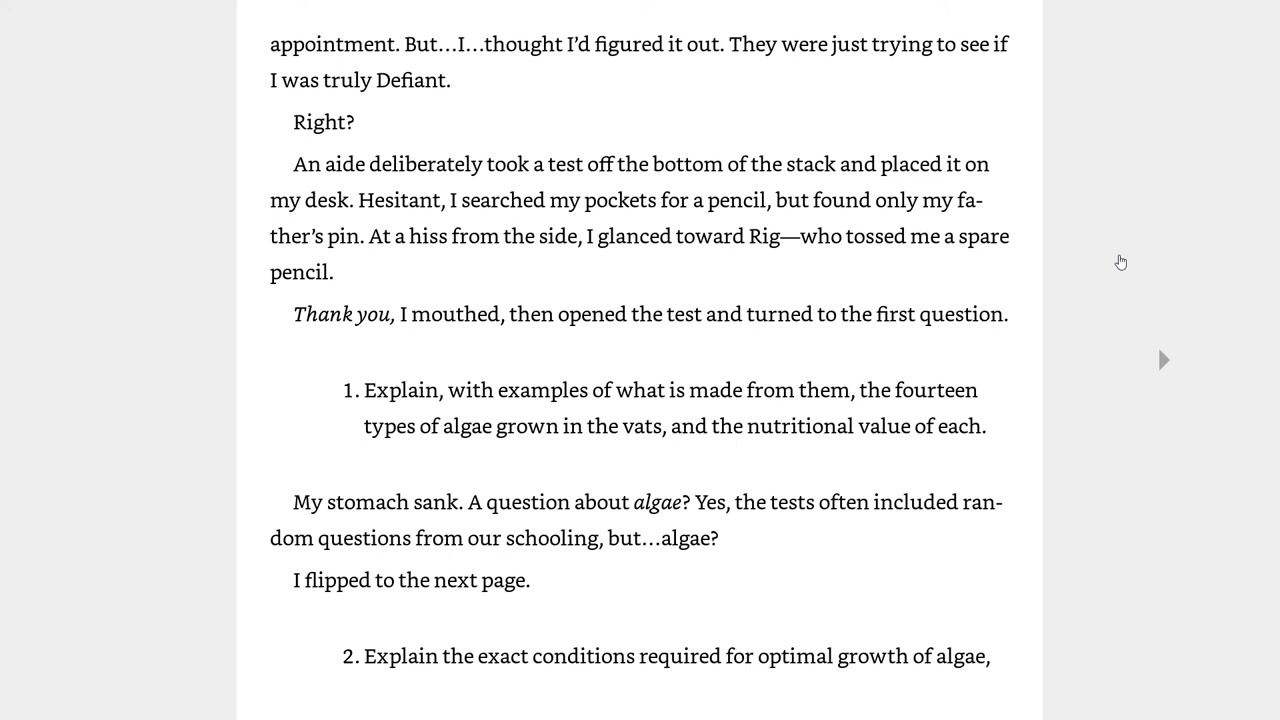 appointment. But…I…thought I’d figured it out. They were just trying to see if
I was truly Defiant.
Right?
An aide deliberately took a test off the bottom of the stack and placed it on
my desk. Hesitant, I searched my pockets for a pencil, but found only my fa-
ther’s pin. At a hiss from the side, I glanced toward Rig—who tossed me a spare
pencil.
Thank you, I mouthed, then opened the test and turned to the first question.
1. Explain, with examples of what is made from them, the fourteen
types of algae grown in the vats, and the nutritional value of each.
My stomach sank. A question about algae? Yes, the tests often included ran-
dom questions from our schooling, but…algae?
I flipped to the next page.
2. Explain the exact conditions required for optimal growth of algae,